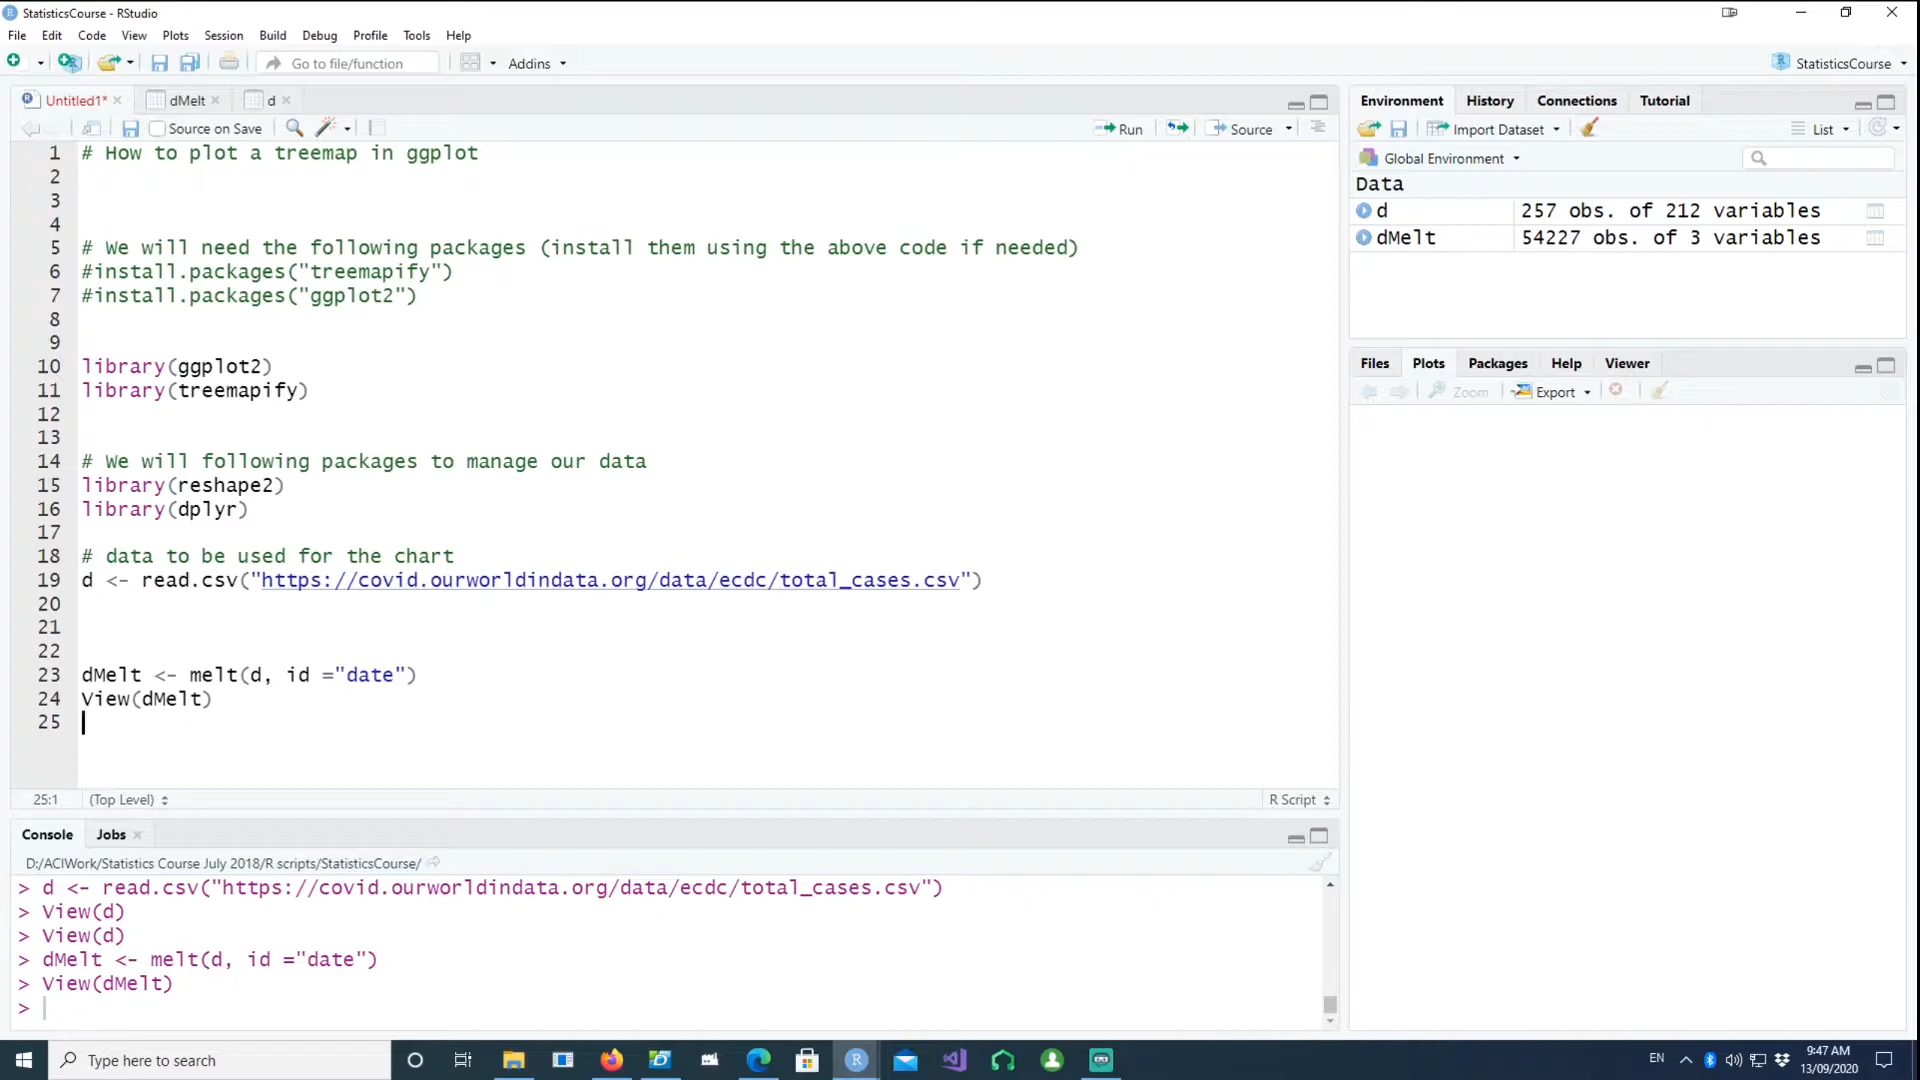 StatisticsCourse - RStudio
File Edit Code View Plots Session Build Debug Profile Tools Help
Go to file/function Addins StatisticsCourse
Untitled1* dMelt d
Source on Save Run Source
1 # How to plot a treemap in ggplot
2
3
4
5 # We will need the following packages (install them using the above code if needed)
6 #install.packages("treemapify")
7 #install.packages("ggplot2")
8
9
10 library(ggplot2)
11 library(treemapify)
12
13
14 # We will following packages to manage our data
15 library(reshape2)
16 library(dplyr)
17
18 # data to be used for the chart
19 d <- read.csv("https://covid.ourworldindata.org/data/ecdc/total_cases.csv")
20
21
22
23 dMelt <- melt(d, id ="date")
24 View(dMelt)
25
25:1 (Top Level) R Script
Console Jobs
D:/ACIWork/Statistics Course July 2018/R scripts/StatisticsCourse/
> d <- read.csv("https://covid.ourworldindata.org/data/ecdc/total_cases.csv")
> View(d)
> View(d)
> dMelt <- melt(d, id ="date")
> View(dMelt)
>
Environment History Connections Tutorial
Import Dataset List
Global Environment
Data
d 257 obs. of 212 variables
dMelt 54227 obs. of 3 variables
Files Plots Packages Help Viewer
Zoom Export
Type here to search
EN
9:47 AM
13/09/2020